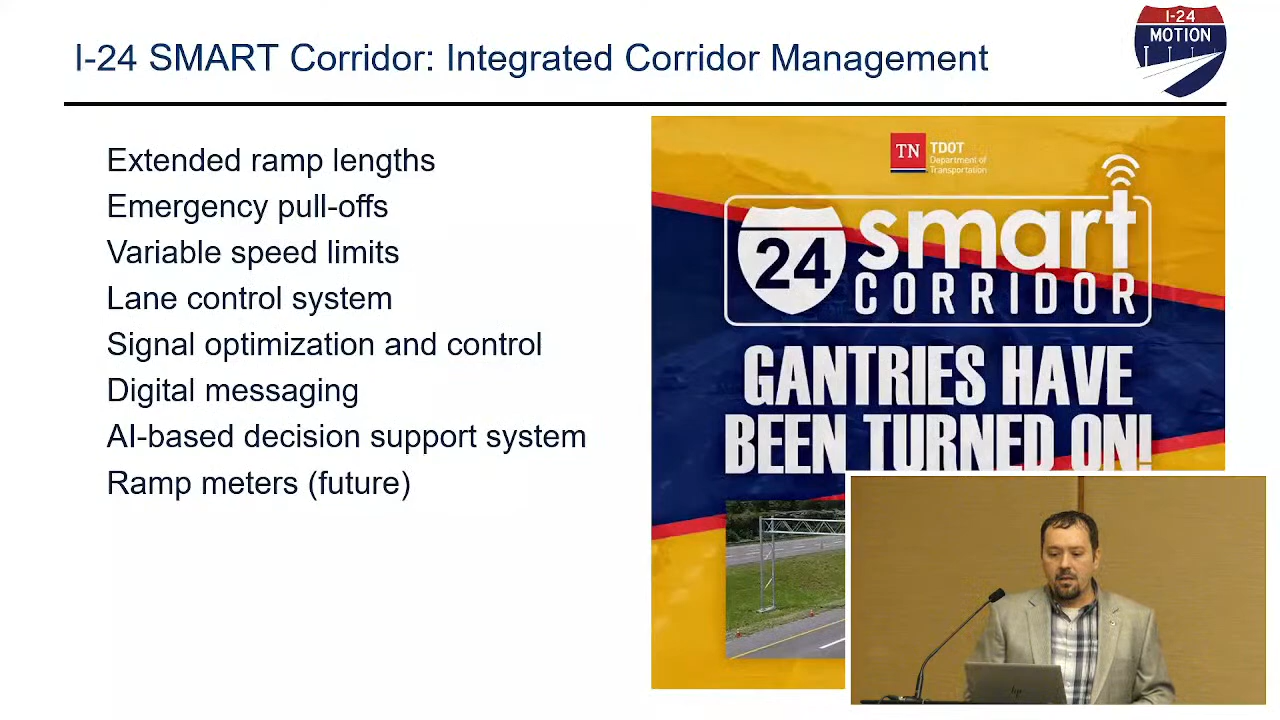 I-24 SMART Corridor: Integrated Corridor Management
I-24
MOTION
Extended ramp lengths
Emergency pull-offs
Variable speed limits
Lane control system
Signal optimization and control
Digital messaging
AI-based decision support system
Ramp meters (future)
TN
TDOT
Department of
Transportation
24
smart
CORRIDOR
GANTRIES HAVE
BEEN TURNED ON!
hp